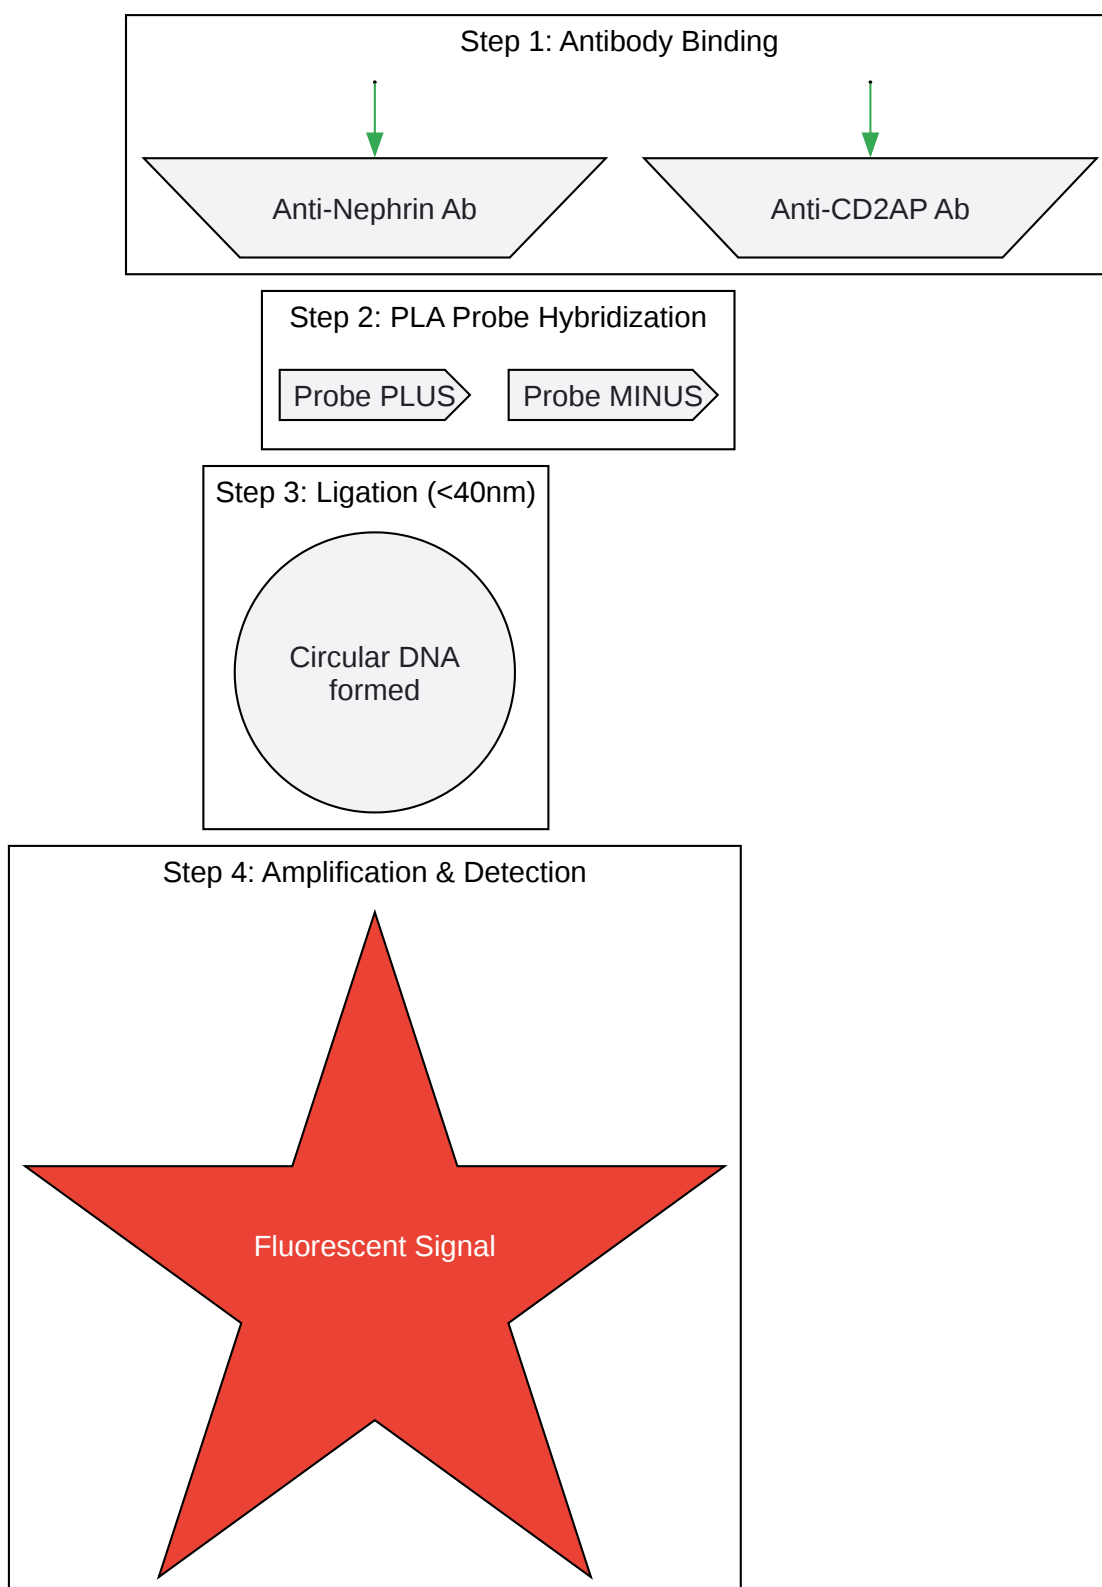 Step 1: Antibody Binding
Anti-Nephrin Ab
Anti-CD2AP Ab
Step 2: PLA Probe Hybridization
Probe PLUS
Probe MINUS
Step 3: Ligation (<40nm)
Circular DNA
formed
Step 4: Amplification & Detection
Fluorescent Signal